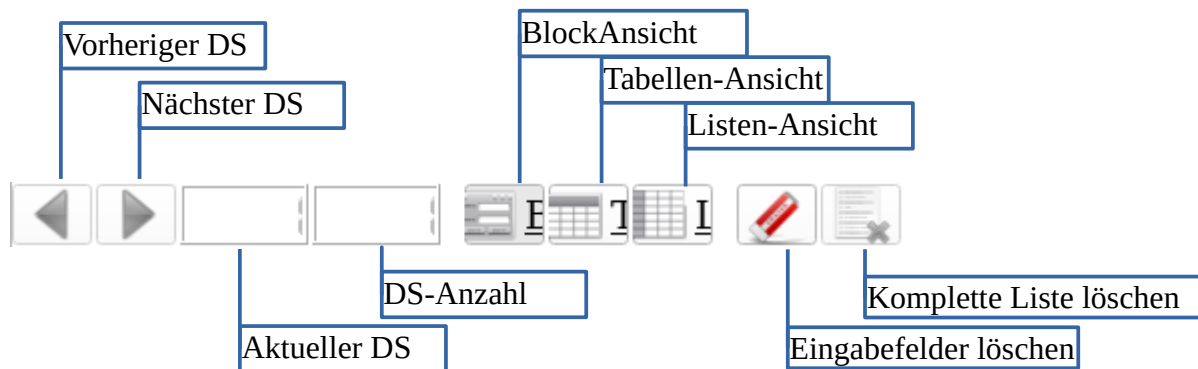 Vorheriger DS
Nächster DS
BlockAnsicht
Tabellen-Ansicht
Listen-Ansicht
DS-Anzahl
Aktueller DS
Komplette Liste löschen
Eingabefelder löschen